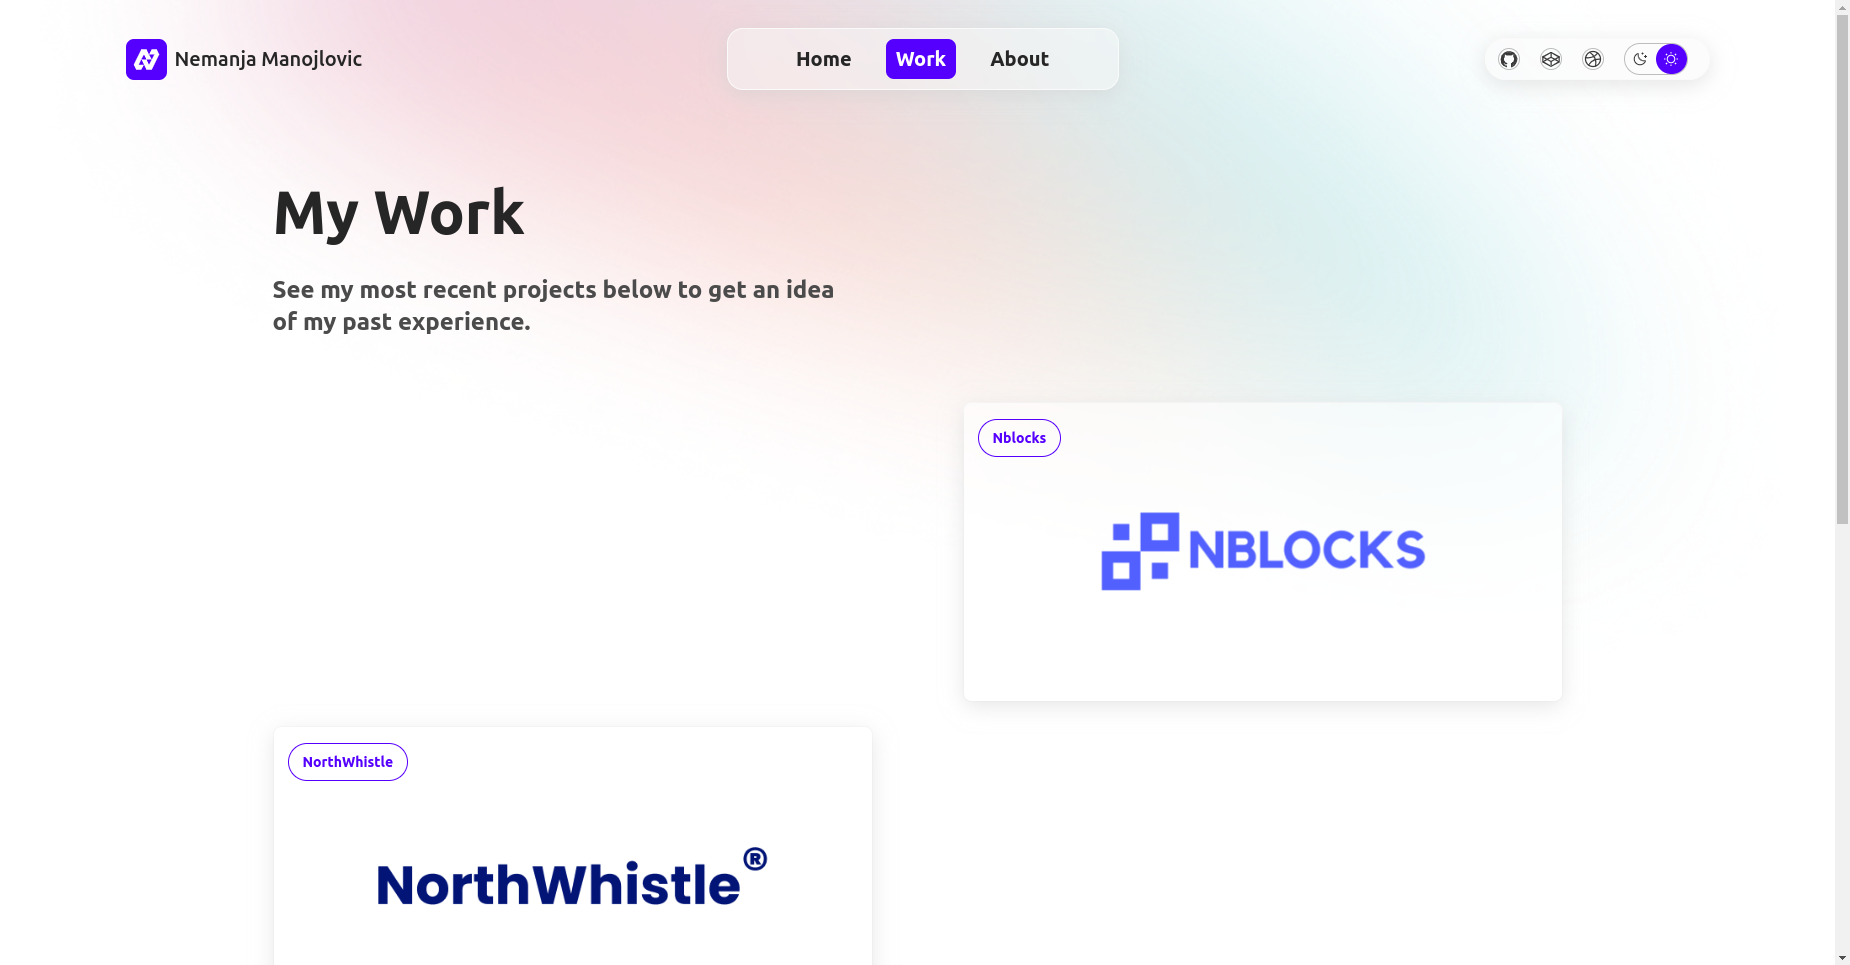 Nemanja Manojlovic
Home
Work
About
My Work
See my most recent projects below to get an idea
of my past experience.
Nblocks
NBLOCKS
NorthWhistle
NorthWhistle®